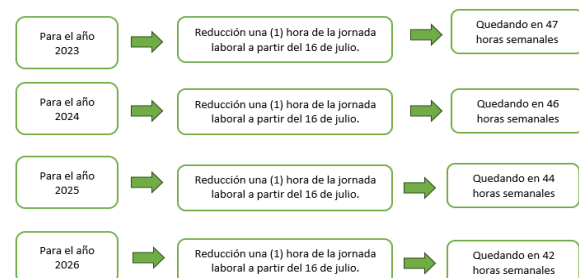 Para el año
2023
Reducción una (1) hora de la jornada
laboral a partir del 16 de julio.
Quedando en 47
horas semanales
Para el año
2024
Reducción una (1) hora de la jornada
laboral a partir del 16 de julio.
Quedando en 46
horas semanales
Para el año
2025
Reducción una (1) hora de la jornada
laboral a partir del 16 de julio.
Quedando en 44
horas semanales
Para el año
2026
Reducción una (1) hora de la jornada
laboral a partir del 16 de julio.
Quedando en 42
horas semanales